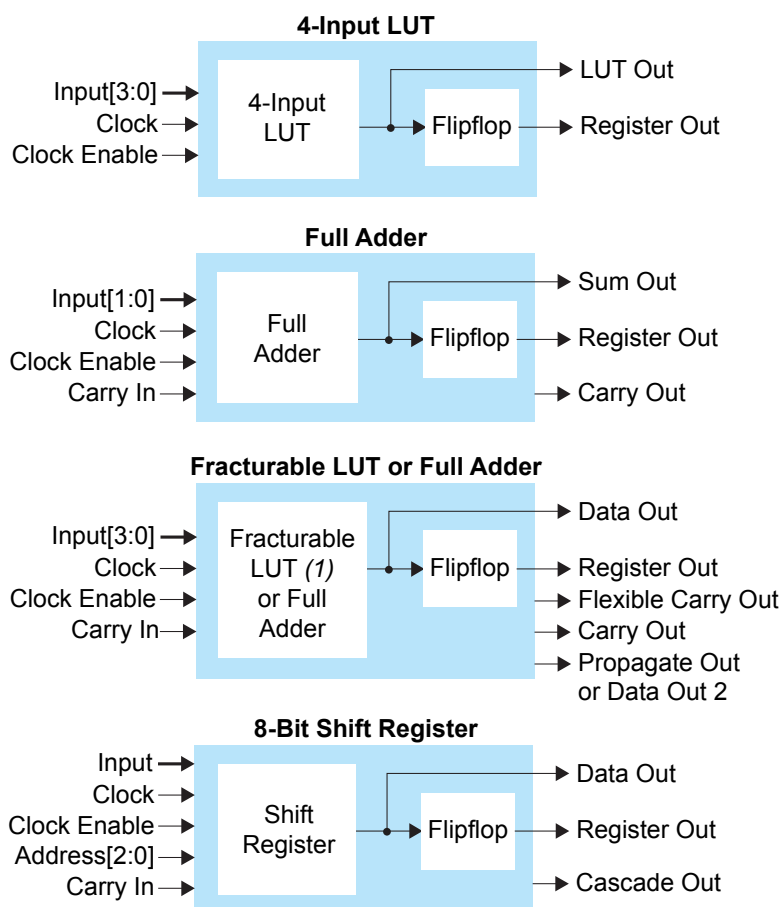 4-Input LUT
Input[3:0]
Clock
Clock Enable
4-Input
LUT
Flipflop
LUT Out
Register Out
Full Adder
Input[1:0]
Clock
Clock Enable
Carry In
Full
Adder
Flipflop
Sum Out
Register Out
Carry Out
Fracturable LUT or Full Adder
Input[3:0]
Clock
Clock Enable
Carry In
Fracturable
LUT (1)
or Full
Adder
Flipflop
Data Out
Register Out
Flexible Carry Out
Carry Out
Propagate Out
or Data Out 2
8-Bit Shift Register
Input
Clock
Clock Enable
Address[2:0]
Carry In
Shift
Register
Flipflop
Data Out
Register Out
Cascade Out